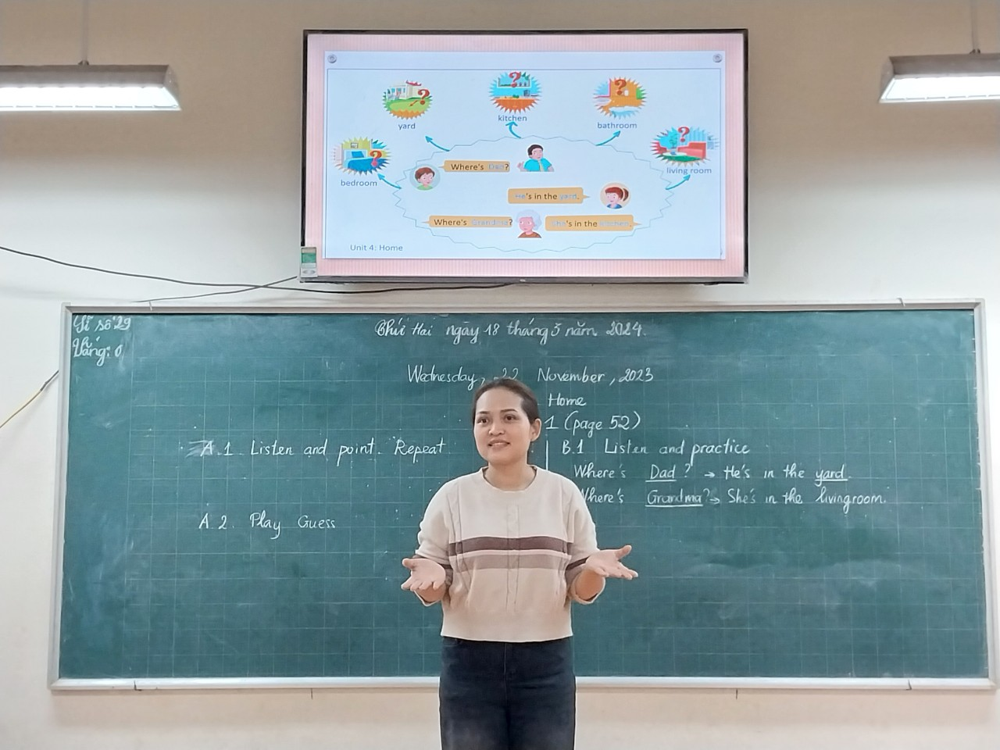 yard
kitchen
bathroom
bedroom
living room
Where's Dad?
He's in the yard.
Where's Grandma?
She's in the kitchen.
Unit 4: Home
Sĩ số: 29
Vắng: 0
Thứ Hai ngày 18 tháng 3 năm 2024.
Wednesday, 22 November, 2023
Home
1 (page 52)
A.1 Listen and point. Repeat
B.1 Listen and practice
Where's Dad? → He's in the yard.
Where's Grandma? → She's in the livingroom.
A.2. Play Guess